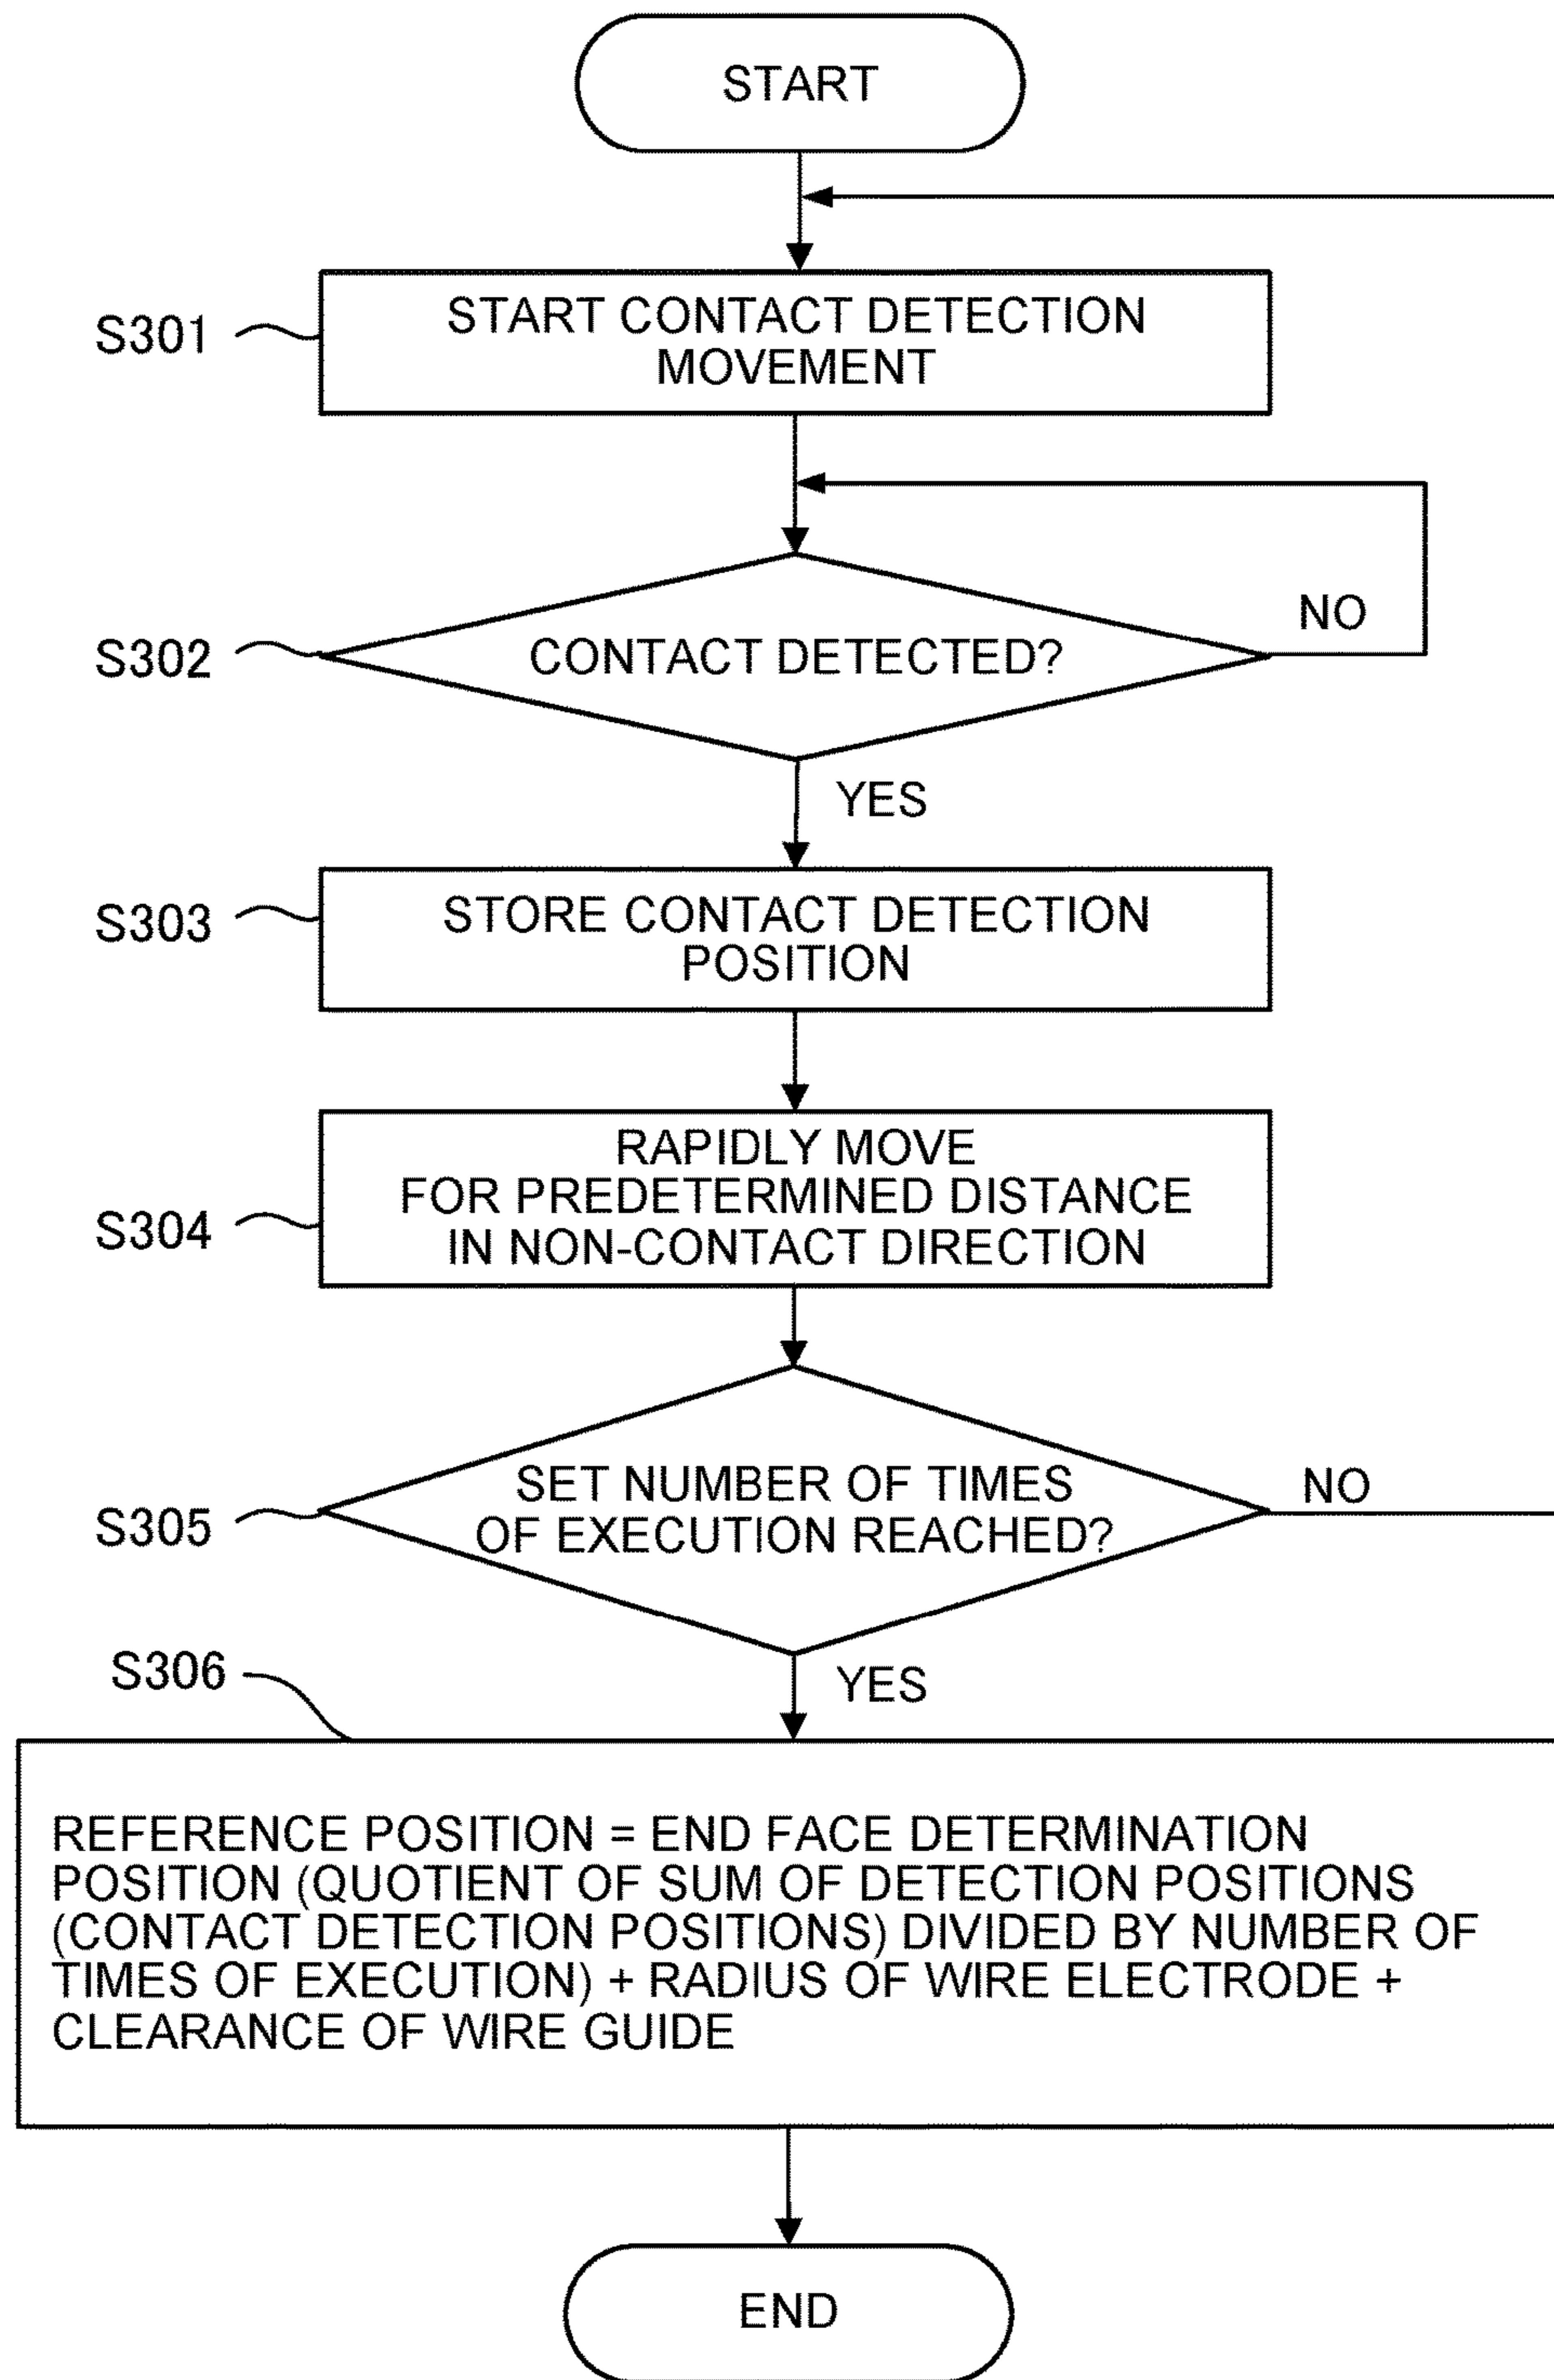 START
S301
START CONTACT DETECTION
MOVEMENT
S302
CONTACT DETECTED?
NO
YES
S303
STORE CONTACT DETECTION
POSITION
S304
RAPIDLY MOVE
FOR PREDETERMINED DISTANCE
IN NON-CONTACT DIRECTION
S305
SET NUMBER OF TIMES
OF EXECUTION REACHED?
NO
YES
S306
REFERENCE POSITION = END FACE DETERMINATION
POSITION (QUOTIENT OF SUM OF DETECTION POSITIONS
(CONTACT DETECTION POSITIONS) DIVIDED BY NUMBER OF
TIMES OF EXECUTION) + RADIUS OF WIRE ELECTRODE +
CLEARANCE OF WIRE GUIDE
END